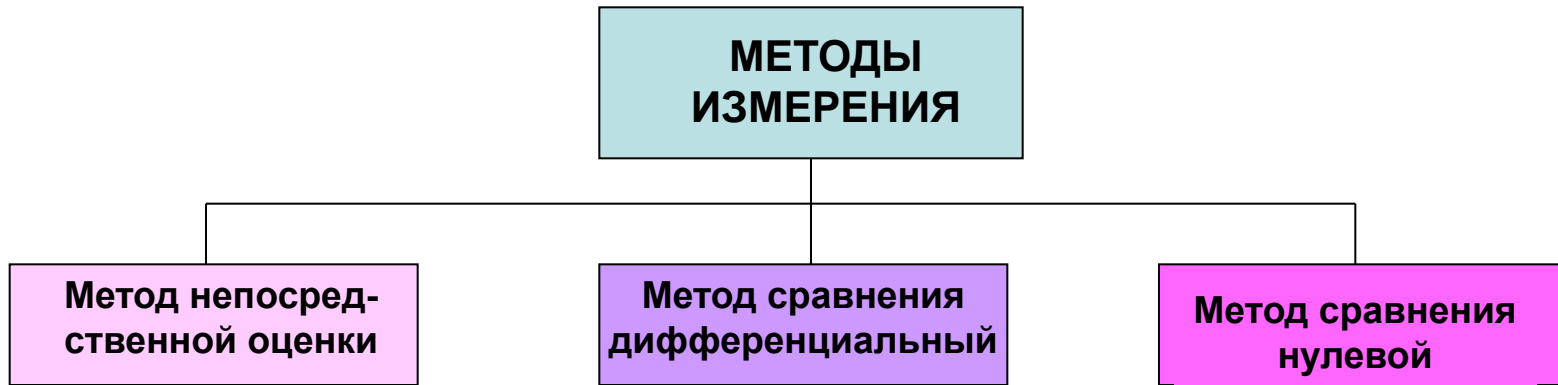 МЕТОДЫ
ИЗМЕРЕНИЯ
Метод непосред-
ственной оценки
Метод сравнения
дифференциальный
Метод сравнения
нулевой